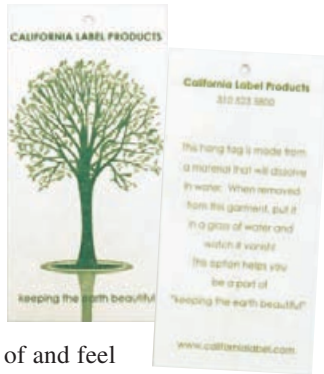 CALIFORNIA LABEL PRODUCTS
keeping the earth beautiful
California Label Products
310.523.5800
This hang tag is made from
a material that will dissolve
in water. When removed
from this garment, put it
in a glass of water and
watch it vanish!
This option helps you
be a part of
"keeping the earth beautiful"
www.californialabel.com
of and feel